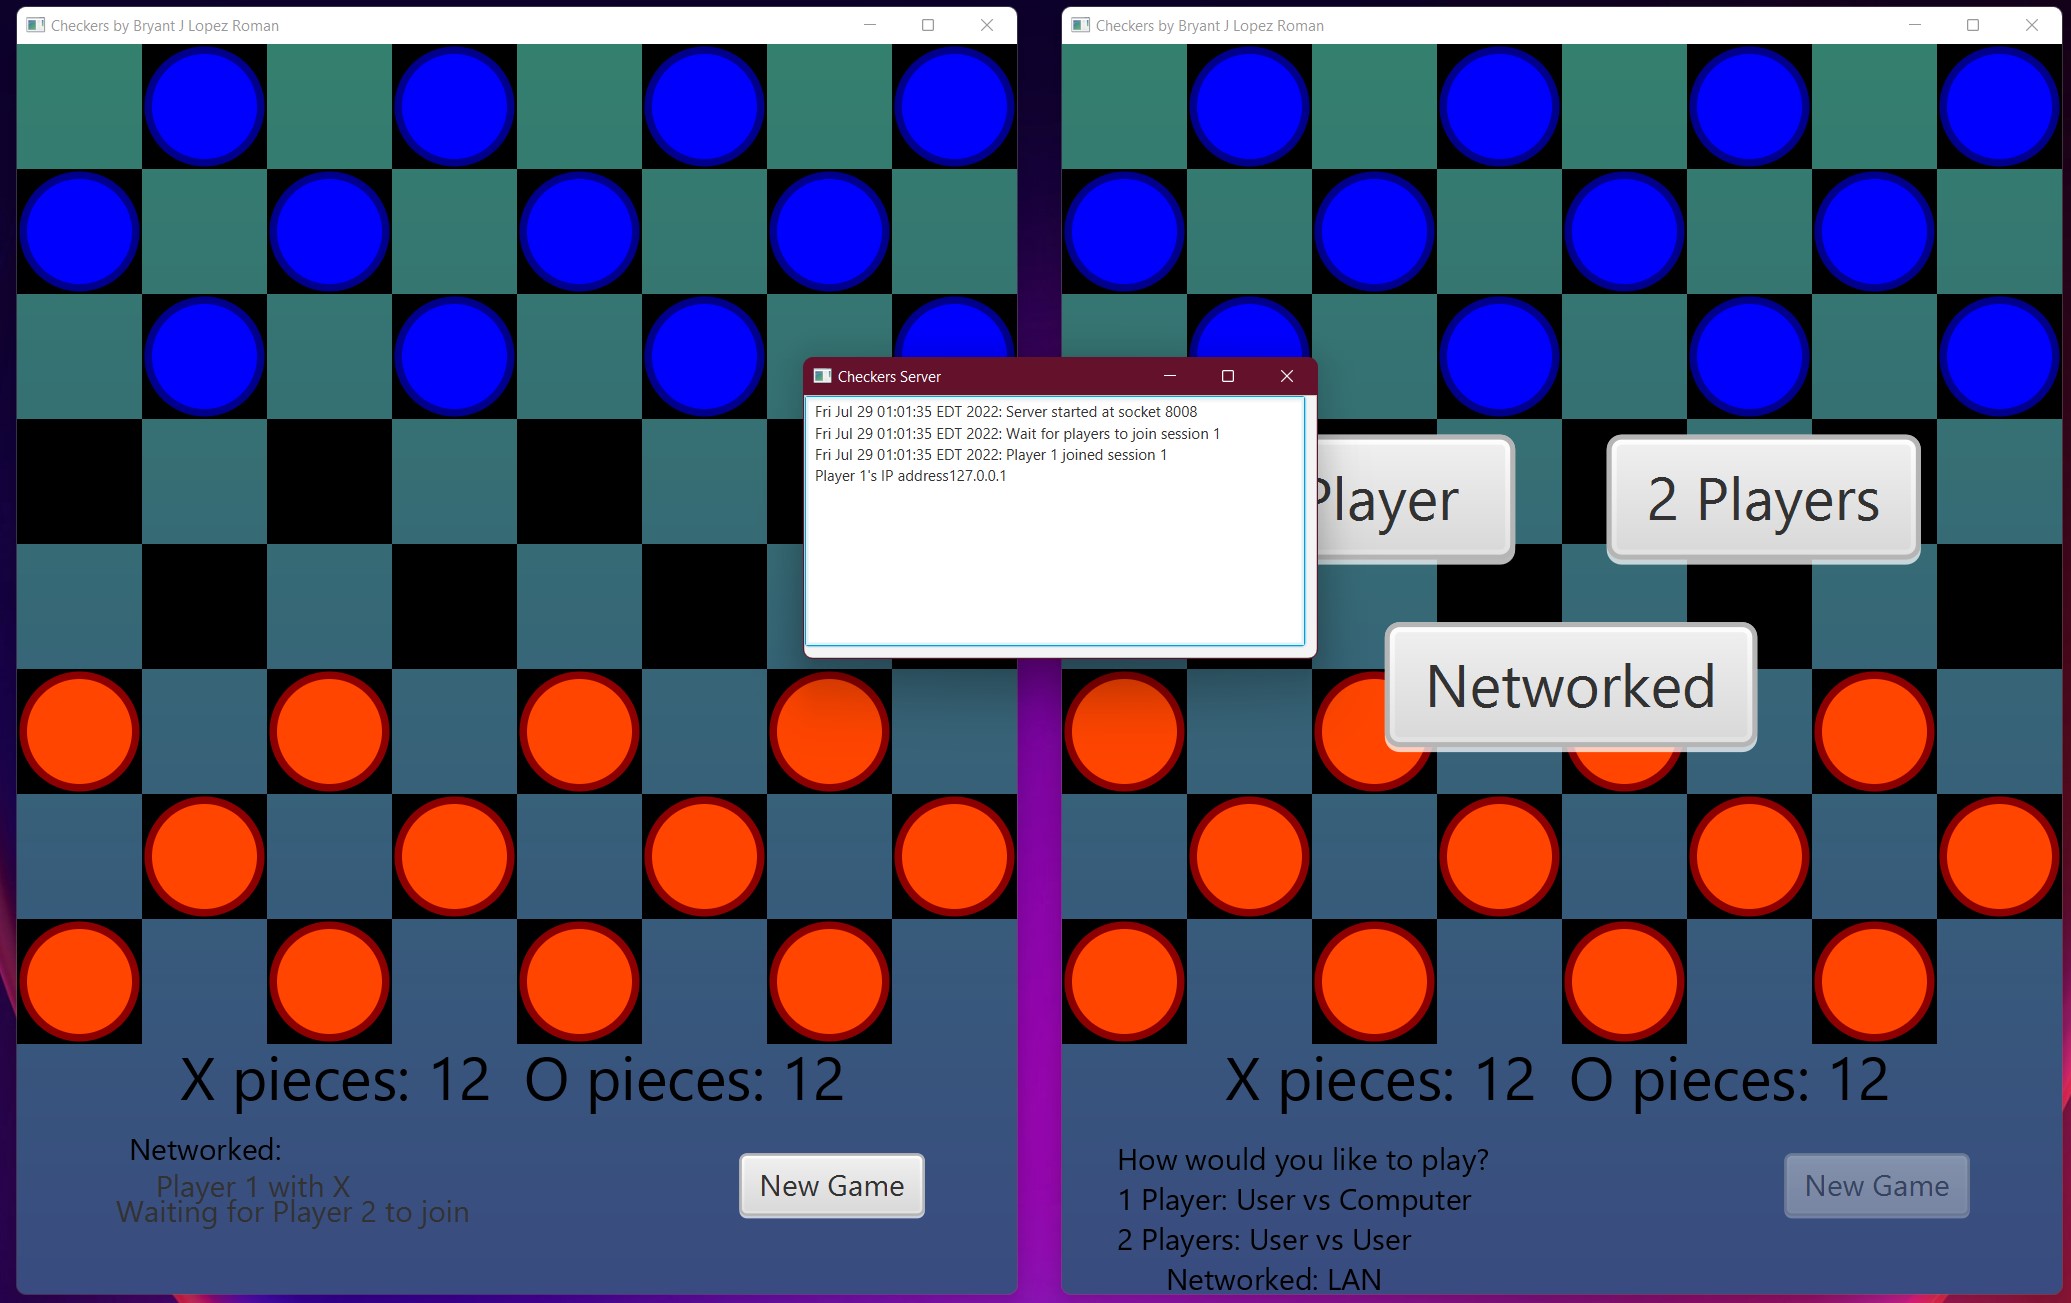 Checkers by Bryant J Lopez Roman
Checkers by Bryant J Lopez Roman
Checkers Server
Fri Jul 29 01:01:35 EDT 2022: Server started at socket 8008
Fri Jul 29 01:01:35 EDT 2022: Wait for players to join session 1
Fri Jul 29 01:01:35 EDT 2022: Player 1 joined session 1
Player 1's IP address127.0.0.1
Player
2 Players
Networked
X pieces: 12 O pieces: 12
Networked:
Player 1 with X
Waiting for Player 2 to join
New Game
X pieces: 12 O pieces: 12
How would you like to play?
1 Player: User vs Computer
2 Players: User vs User
Networked: LAN
New Game